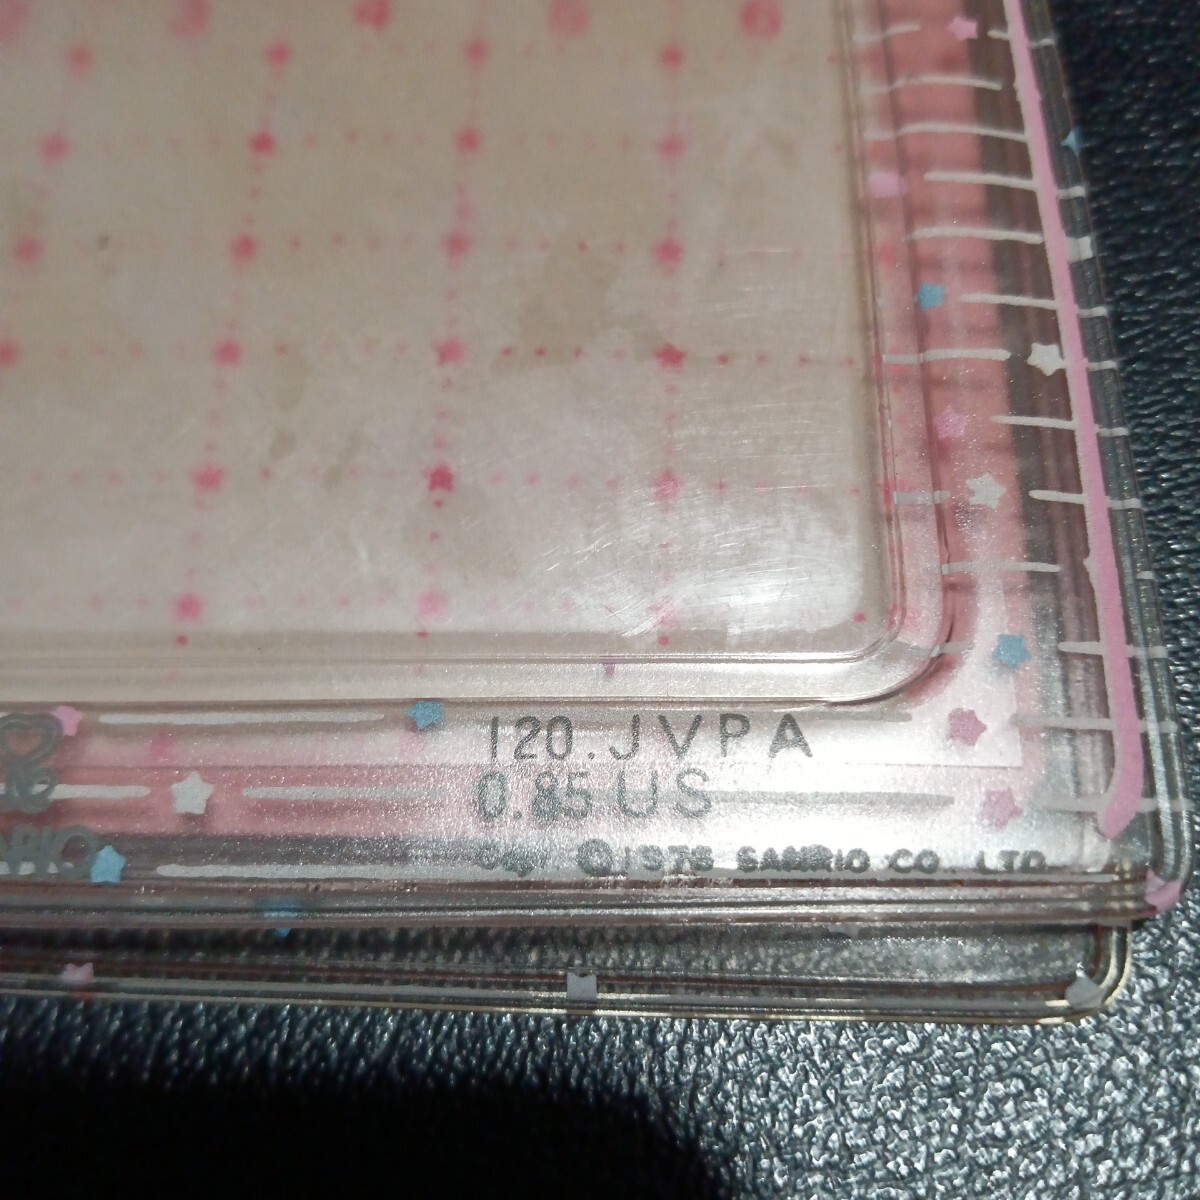 120.JVPA
0.85 US
©1976 SANRIO CO., LTD.